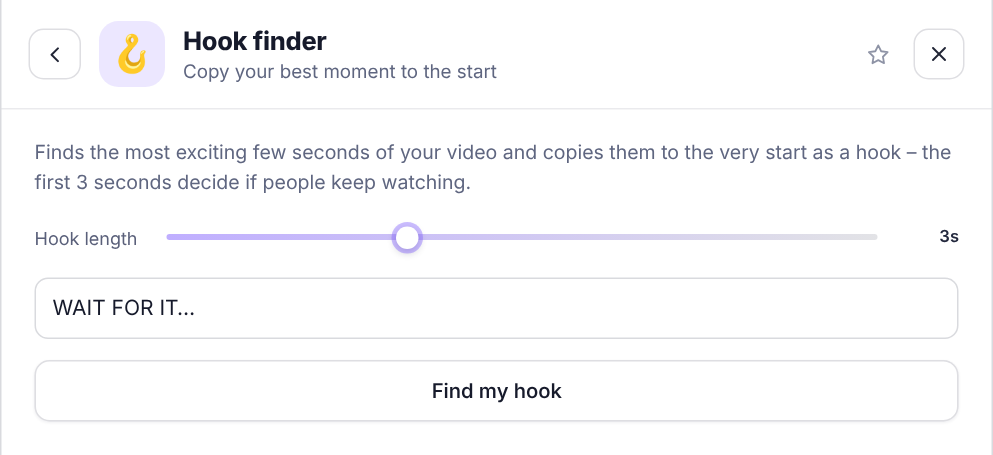 Hook finder
Copy your best moment to the start
Finds the most exciting few seconds of your video and copies them to the very start as a hook – the
first 3 seconds decide if people keep watching.
Hook length 3s
WAIT FOR IT...
Find my hook